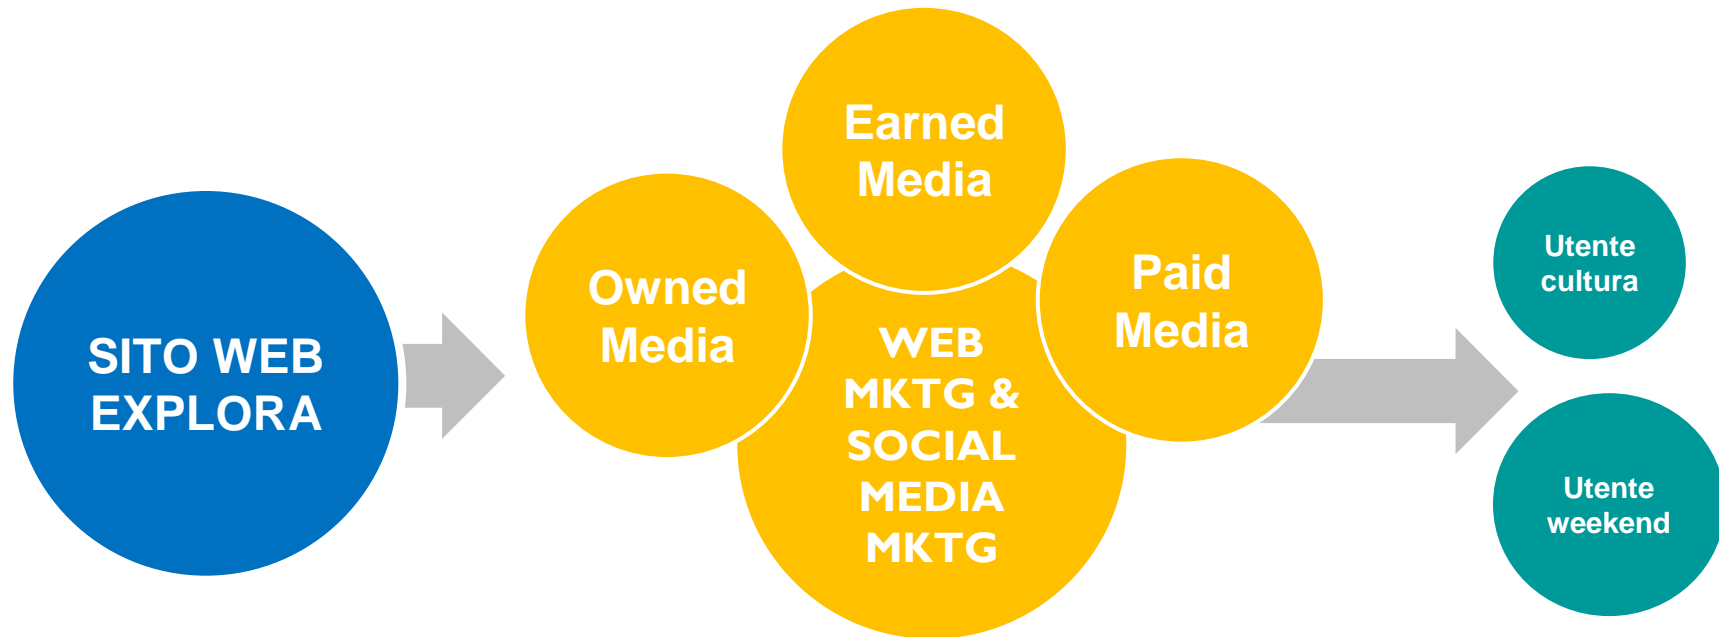 SITO WEB
EXPLORA
Owned
Media
Earned
Media
Paid
Media
WEB
MKTG &
SOCIAL
MEDIA
MKTG
Utente
cultura
Utente
weekend